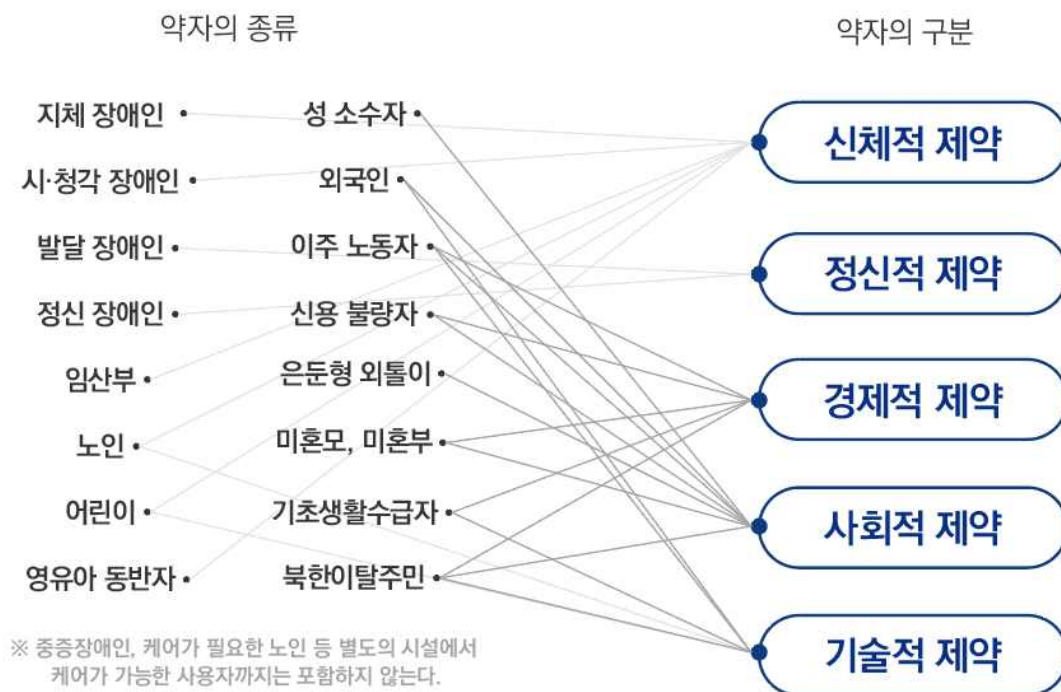 약자의 종류
약자의 구분
지체 장애인
시·청각 장애인
발달 장애인
정신 장애인
임산부
노인
어린이
영유아 동반자
성 소수자
외국인
이주 노동자
신용 불량자
은둔형 외톨이
미혼모, 미혼부
기초생활수급자
북한이탈주민
신체적 제약
정신적 제약
경제적 제약
사회적 제약
기술적 제약
※ 중증장애인, 케어가 필요한 노인 등 별도의 시설에서
케어가 가능한 사용자까지는 포함하지 않는다.